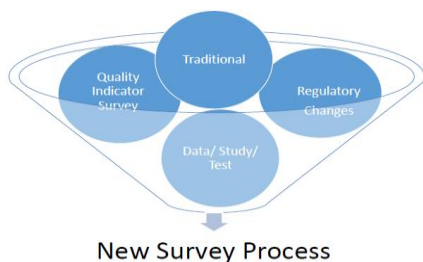 Traditional
Quality
Indicator
Survey
Regulatory
Changes
Data/ Study/
Test
New Survey Process